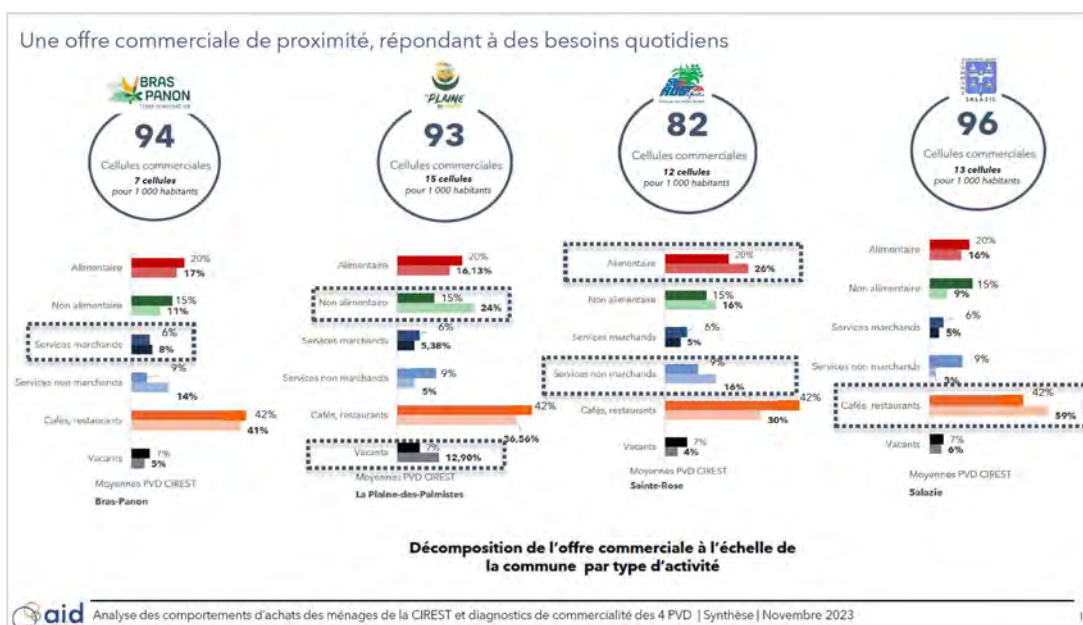 Une offre commerciale de proximité, répondant à des besoins quotidiens
BRAS
PANON
94
Cellules commerciales
7 cellules
pour 1 000 habitants
Alimentaire
20%
17%
Non alimentaire
15%
11%
Services marchands
6%
8%
Services non marchands
9%
14%
Cafés, restaurants
42%
41%
Vacants
7%
5%
Moyennes PVD CIREST
Bras-Panon
PLAINE
93
Cellules commerciales
15 cellules
pour 1 000 habitants
Alimentaire
20%
16,13%
Non alimentaire
15%
24%
Services marchands
6%
5,38%
Services non marchands
9%
5%
Cafés, restaurants
42%
36,56%
Vacants
7%
12,90%
Moyennes PVD CIREST
La Plaine-des-Palmistes
82
Cellules commerciales
12 cellules
pour 1 000 habitants
Alimentaire
20%
26%
Non alimentaire
15%
16%
Services marchands
6%
5%
Services non marchands
9%
16%
Cafés, restaurants
42%
30%
Vacants
7%
4%
Moyennes PVD CIREST
Sainte-Rose
SALAZIE
96
Cellules commerciales
13 cellules
pour 1 000 habitants
Alimentaire
20%
16%
Non alimentaire
15%
9%
Services marchands
6%
5%
Services non marchands
9%
3%
Cafés, restaurants
42%
59%
Vacants
7%
6%
Moyennes PVD CIREST
Salazie
Décomposition de l'offre commerciale à l'échelle de
la commune par type d'activité
aid
Analyse des comportements d'achats des ménages de la CIREST et diagnostics de commercialité des 4 PVD | Synthèse | Novembre 2023